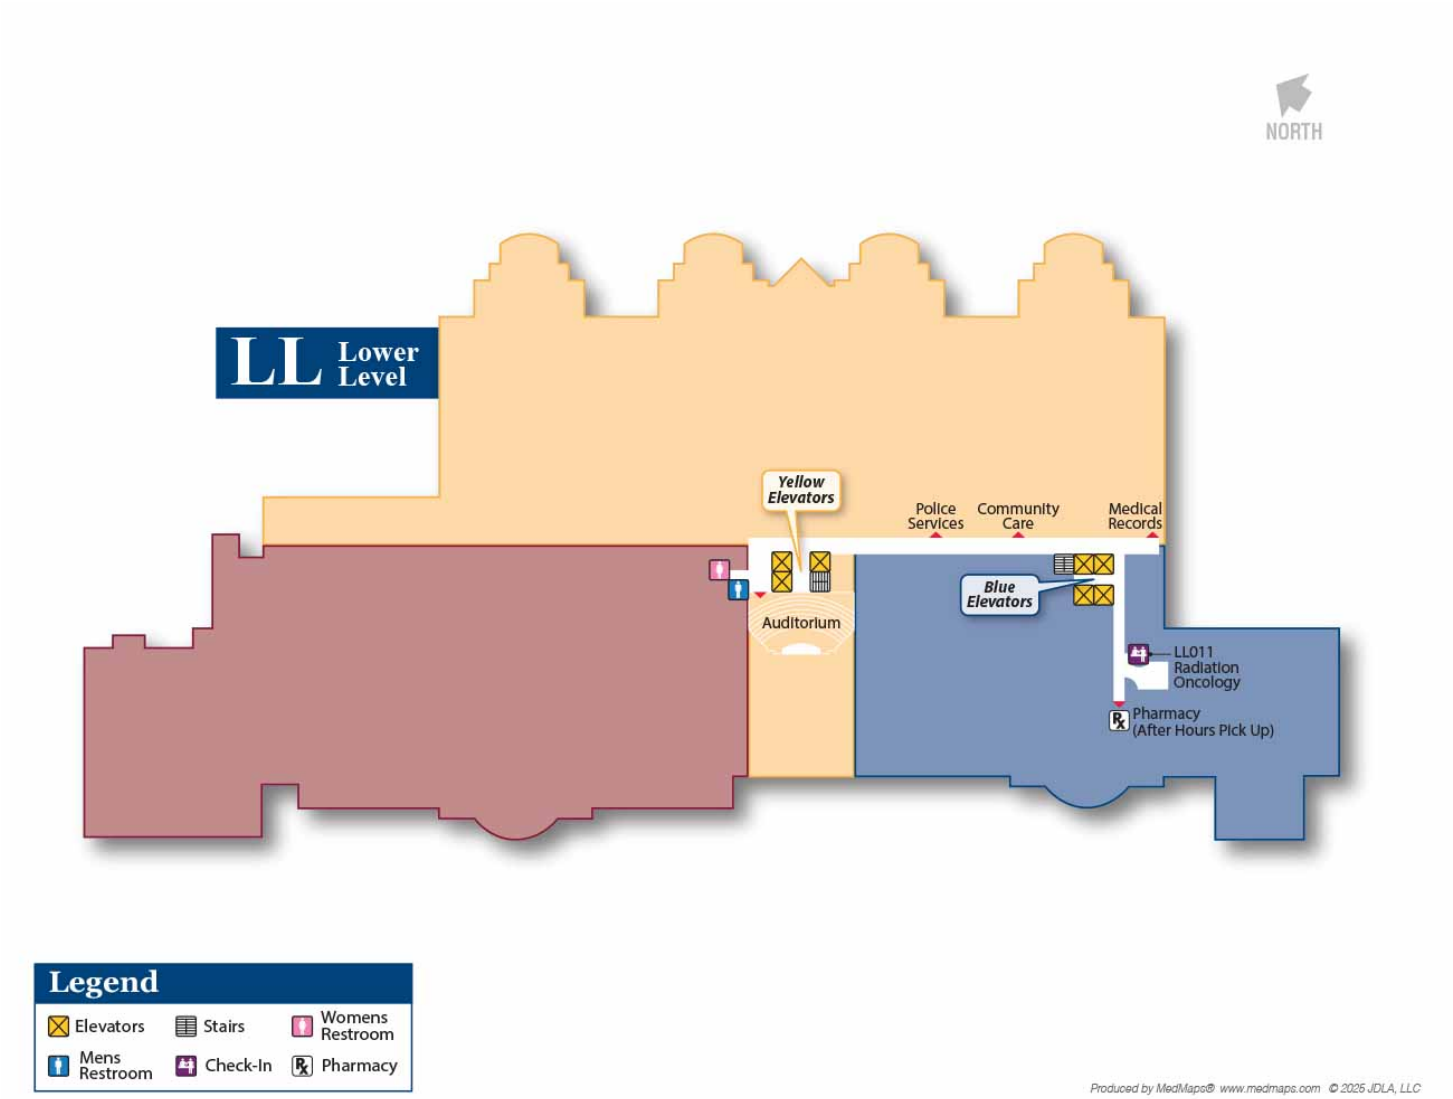 NORTH
LL Lower
Level
Yellow
Elevators
Police
Services
Community
Care
Medical
Records
Blue
Elevators
Auditorium
LL011
Radiation
Oncology
Rx Pharmacy
(After Hours Pick Up)
Legend
Elevators
Stairs
Womens
Restroom
Mens
Restroom
Check-In
Rx Pharmacy
Produced by MedMaps® www.medmaps.com © 2025 JDLA, LLC